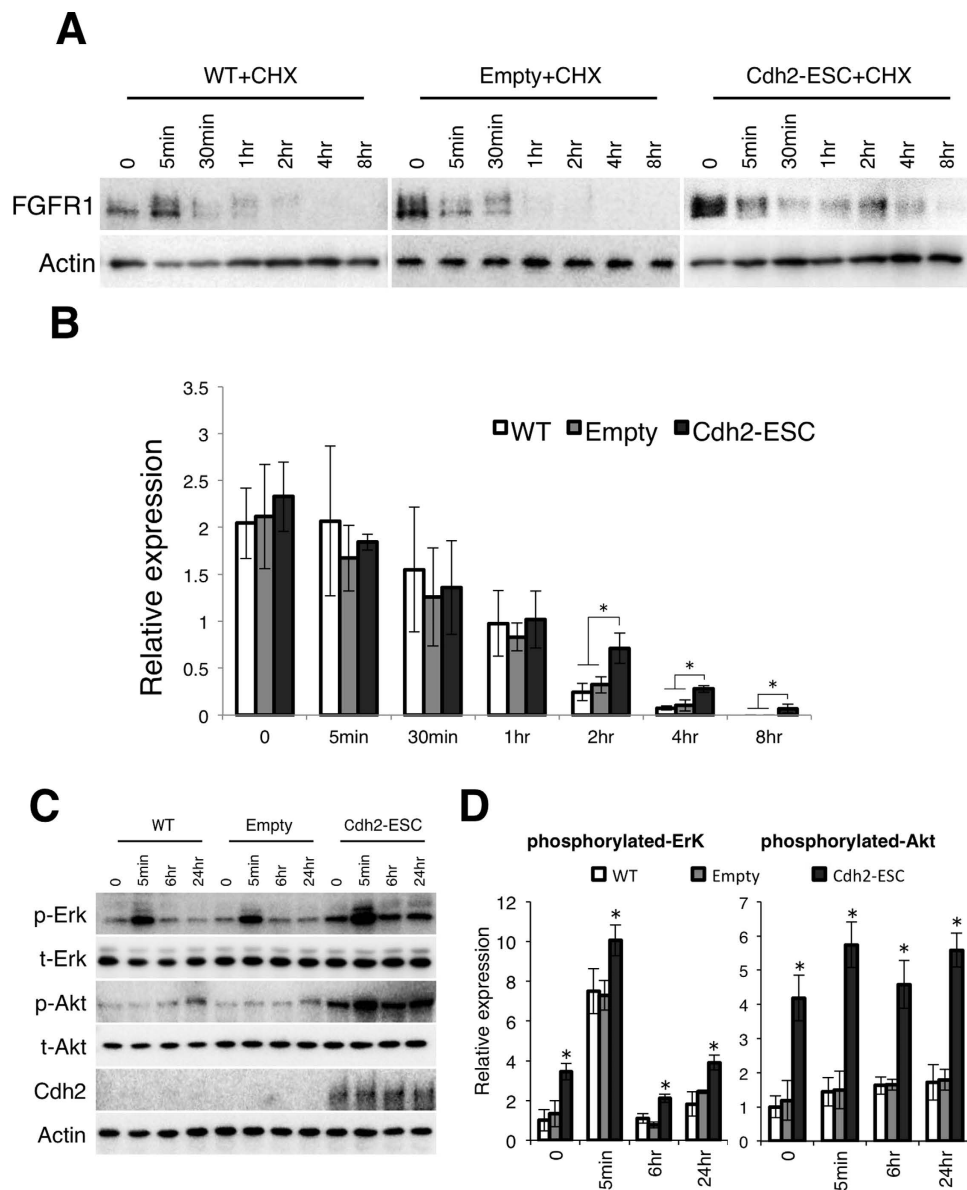 A
WT+CHX Empty+CHX Cdh2-ESC+CHX
0 5min 30min 1hr 2hr 4hr 8hr 0 5min 30min 1hr 2hr 4hr 8hr 0 5min 30min 1hr 2hr 4hr 8hr
FGFR1
Actin
B
Relative expression
3.5
3
2.5
2
1.5
1
0.5
0
WT Empty Cdh2-ESC
* * *
0 5min 30min 1hr 2hr 4hr 8hr
C
WT Empty Cdh2-ESC
0 5min 6hr 24hr 0 5min 6hr 24hr 0 5min 6hr 24hr
p-Erk
t-Erk
p-Akt
t-Akt
Cdh2
Actin
D
phosphorylated-ErK phosphorylated-Akt
WT Empty Cdh2-ESC
Relative expression
12
10
8
6
4
2
0
* * * *
0 5min 6hr 24hr
7
6
5
4
3
2
1
0
* * * *
0 5min 6hr 24hr